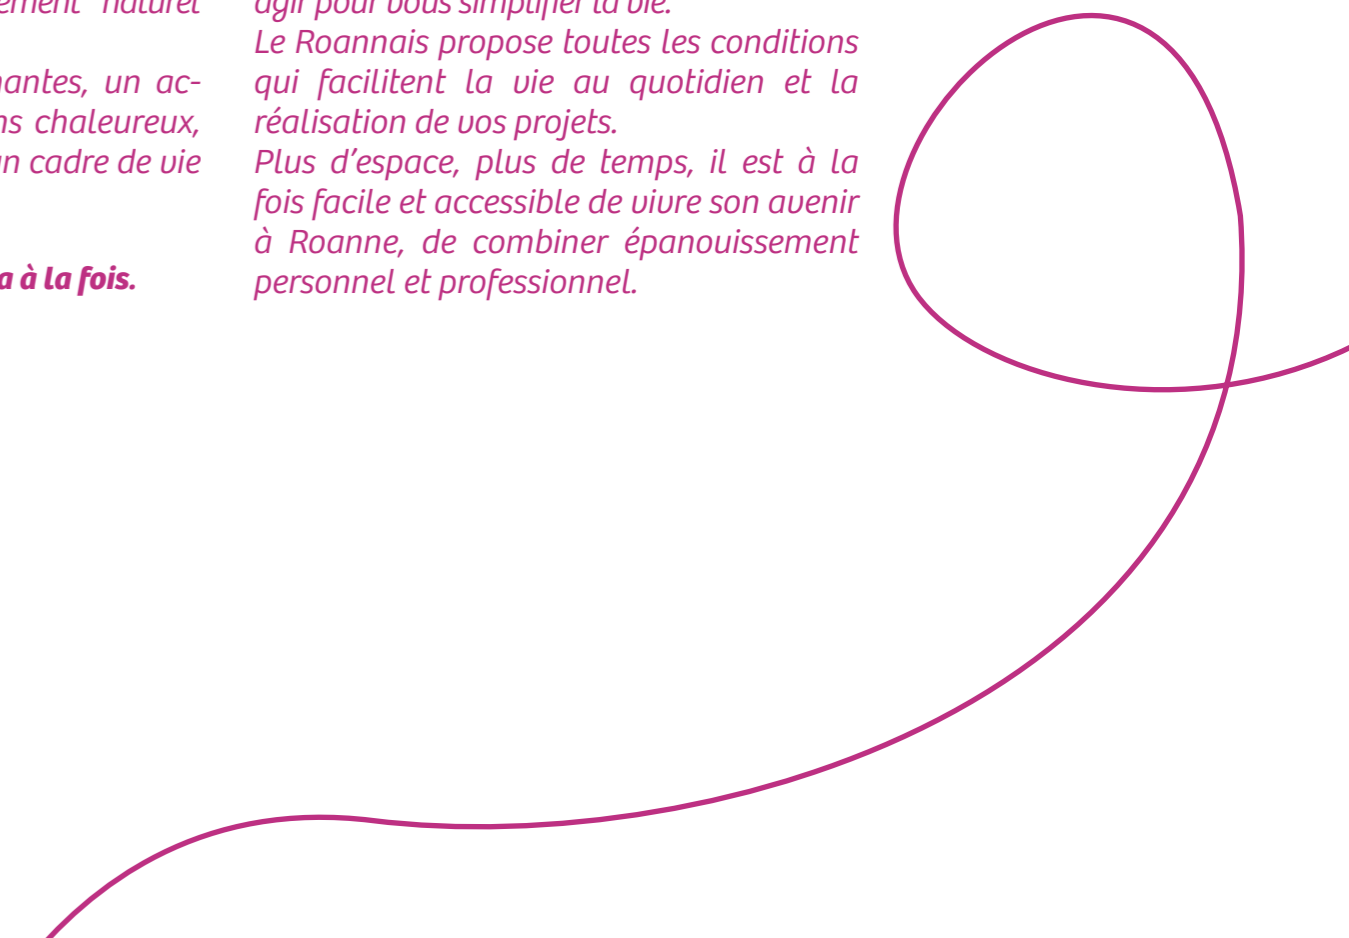 naturel
un ac-
chaleureux,
cadre de vie
a à la fois.
agir pour vous simplifier la vie.
Le Roannais propose toutes les conditions
qui facilitent la vie au quotidien et la
réalisation de vos projets.
Plus d’espace, plus de temps, il est à la
fois facile et accessible de vivre son avenir
à Roanne, de combiner épanouissement
personnel et professionnel.